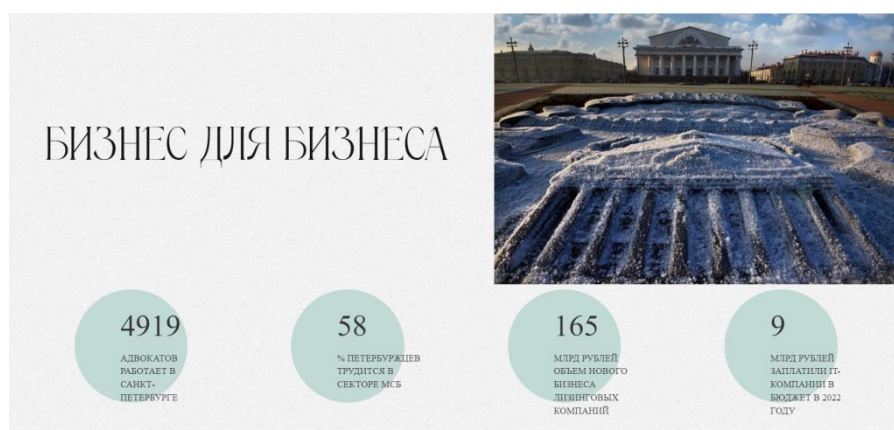 БИЗНЕС ДЛЯ БИЗНЕСА
4919
АДВОКАТОВ
РАБОТАЕТ В
САНКТ-
ПЕТЕРБУРГЕ
58
% ПЕТЕРБУРЖЦЕВ
ТРУДИТСЯ В
СЕКТОРЕ МСБ
165
МЛРД РУБЛЕЙ
ОБЪЕМ НОВОГО
БИЗНЕСА
ЛИЗИНГОВЫХ
КОМПАНИЙ
9
МЛРД РУБЛЕЙ
ЗАПЛАТИЛИ IT-
КОМПАНИИ В
БЮДЖЕТ В 2022
ГОДУ